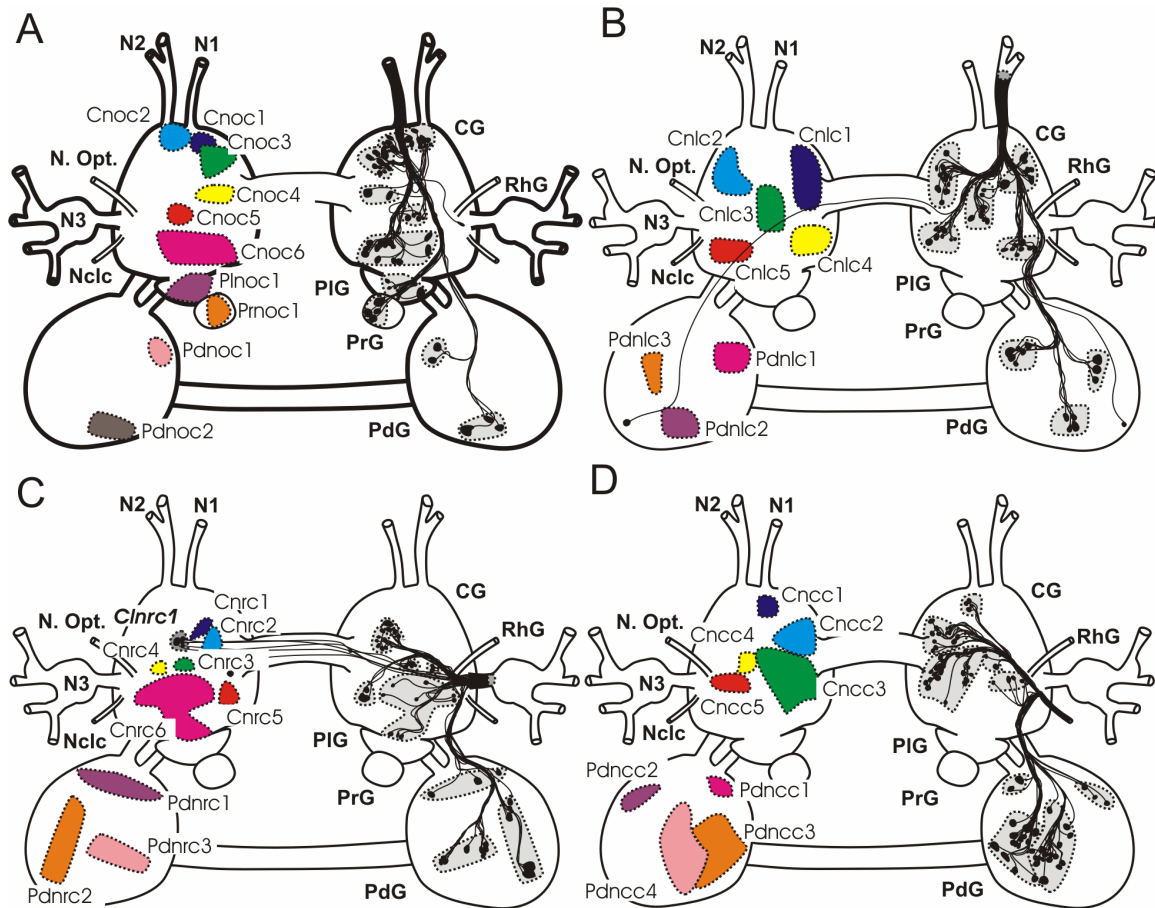 A
N2
N1
Cnoc2
Cnoc1
Cnoc3
CG
N. Opt.
RhG
Cnoc4
N3
Cnoc5
Cnoc6
Nclc
Plnoc1
PlG
Prnoc1
PrG
Pdnoc1
Pdnoc2
PdG
B
N2
N1
Cnlc2
Cnlc1
CG
N. Opt.
RhG
Cnlc3
N3
Nclc
Cnlc5
Cnlc4
PlG
PrG
Pdnlc3
Pdnlc1
Pdnlc2
PdG
C
N2
N1
CG
Clnrc1
Cnrc1
N. Opt.
Cnrc2
RhG
Cnrc4
Cnrc3
N3
Cnrc5
Nclc
Cnrc6
PlG
PrG
Pdnrc1
Pdnrc3
Pdnrc2
PdG
D
N2
N1
CG
Cncc1
N. Opt.
Cncc4
Cncc2
RhG
N3
Cncc3
Cncc5
Nclc
PlG
Pdncc2
Pdncc1
PrG
Pdncc3
Pdncc4
PdG